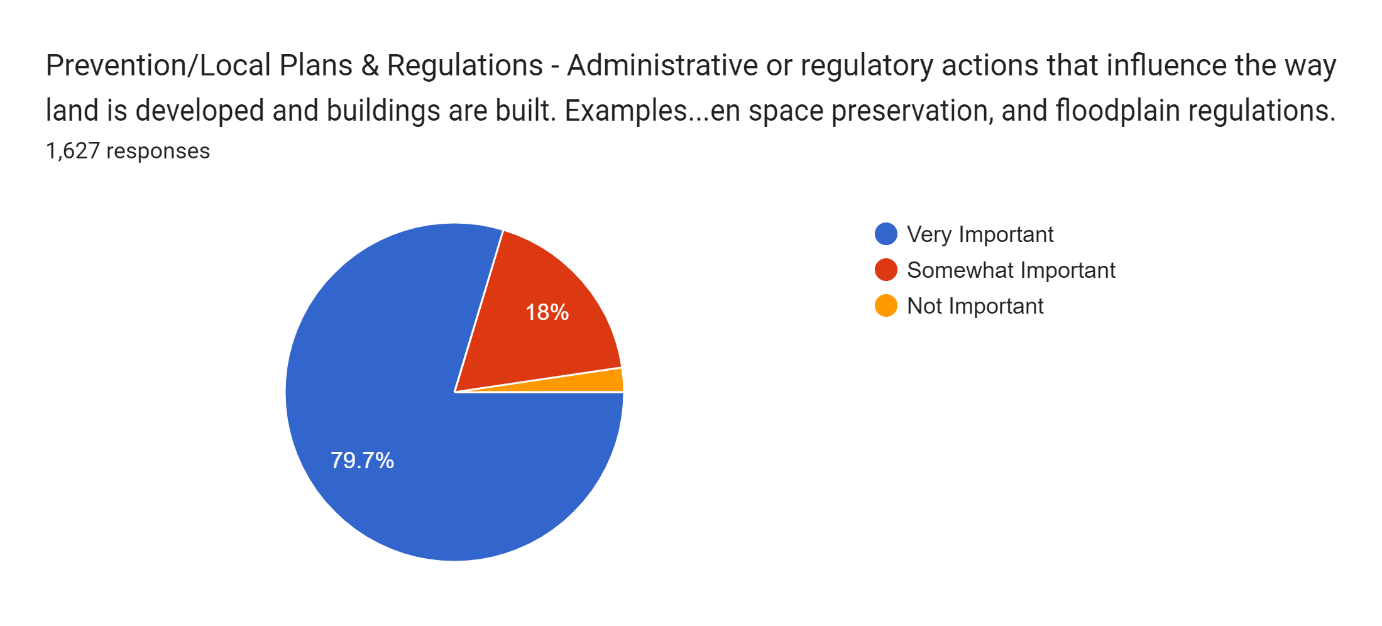 Prevention/Local Plans & Regulations - Administrative or regulatory actions that influence the way
land is developed and buildings are built. Examples...en space preservation, and floodplain regulations.
1,627 responses
Very Important
Somewhat Important
Not Important
18%
79.7%